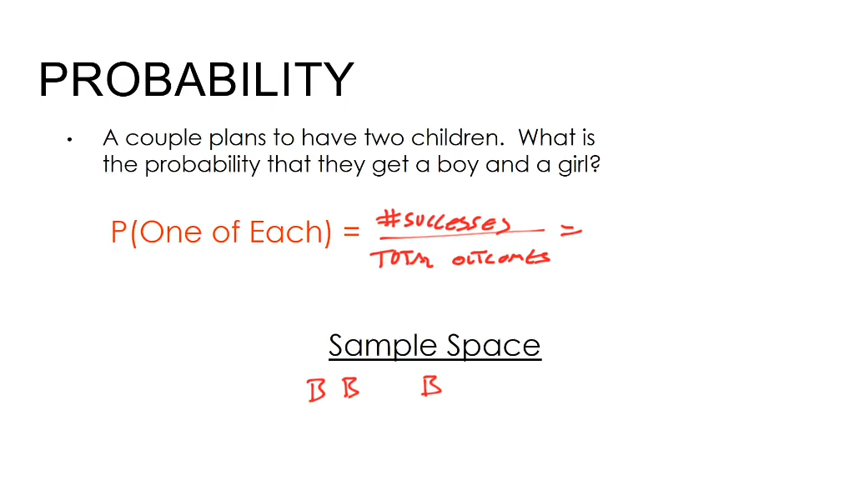 PROBABILITY
• A couple plans to have two children. What is
the probability that they get a boy and a girl?
P(One of Each) = #SUCCESSES / TOTAL OUTCOMES =
Sample Space
B B B